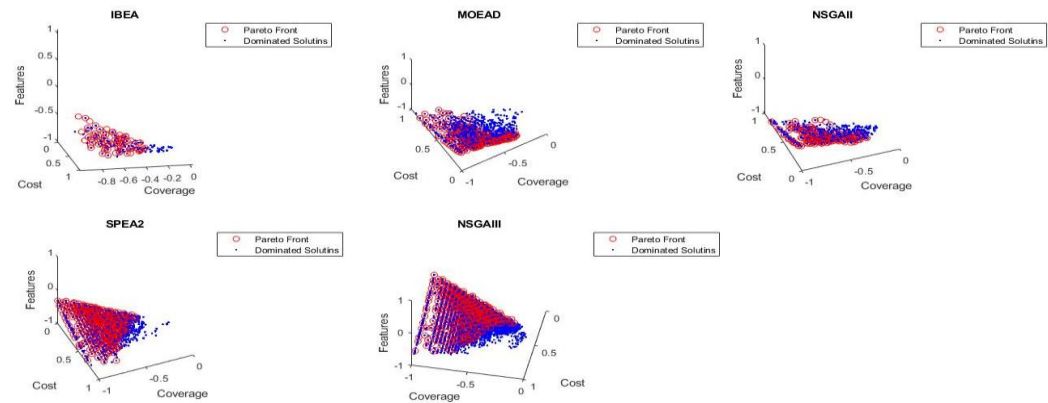 IBEA
Pareto Front
Dominated Solutins
1
0.5
0
-0.5
-1
Features
0
0.5
1
Cost
-0.8 -0.6 -0.4 -0.2 0
Coverage
MOEAD
Pareto Front
Dominated Solutins
1
0
-1
Features
1
0.5
0
Cost
-1
-0.5
0
Coverage
NSGAII
Pareto Front
Dominated Solutins
1
0
-1
Features
1
0.5
0
Cost
-1
-0.5
0
Coverage
SPEA2
Pareto Front
Dominated Solutins
1
0
-1
Features
0
0.5
1
Cost
-1
-0.5
0
Coverage
NSGAIII
Pareto Front
Dominated Solutins
1
0
-1
Features
-1
-0.5
0
Coverage
0
0.5
1
Cost